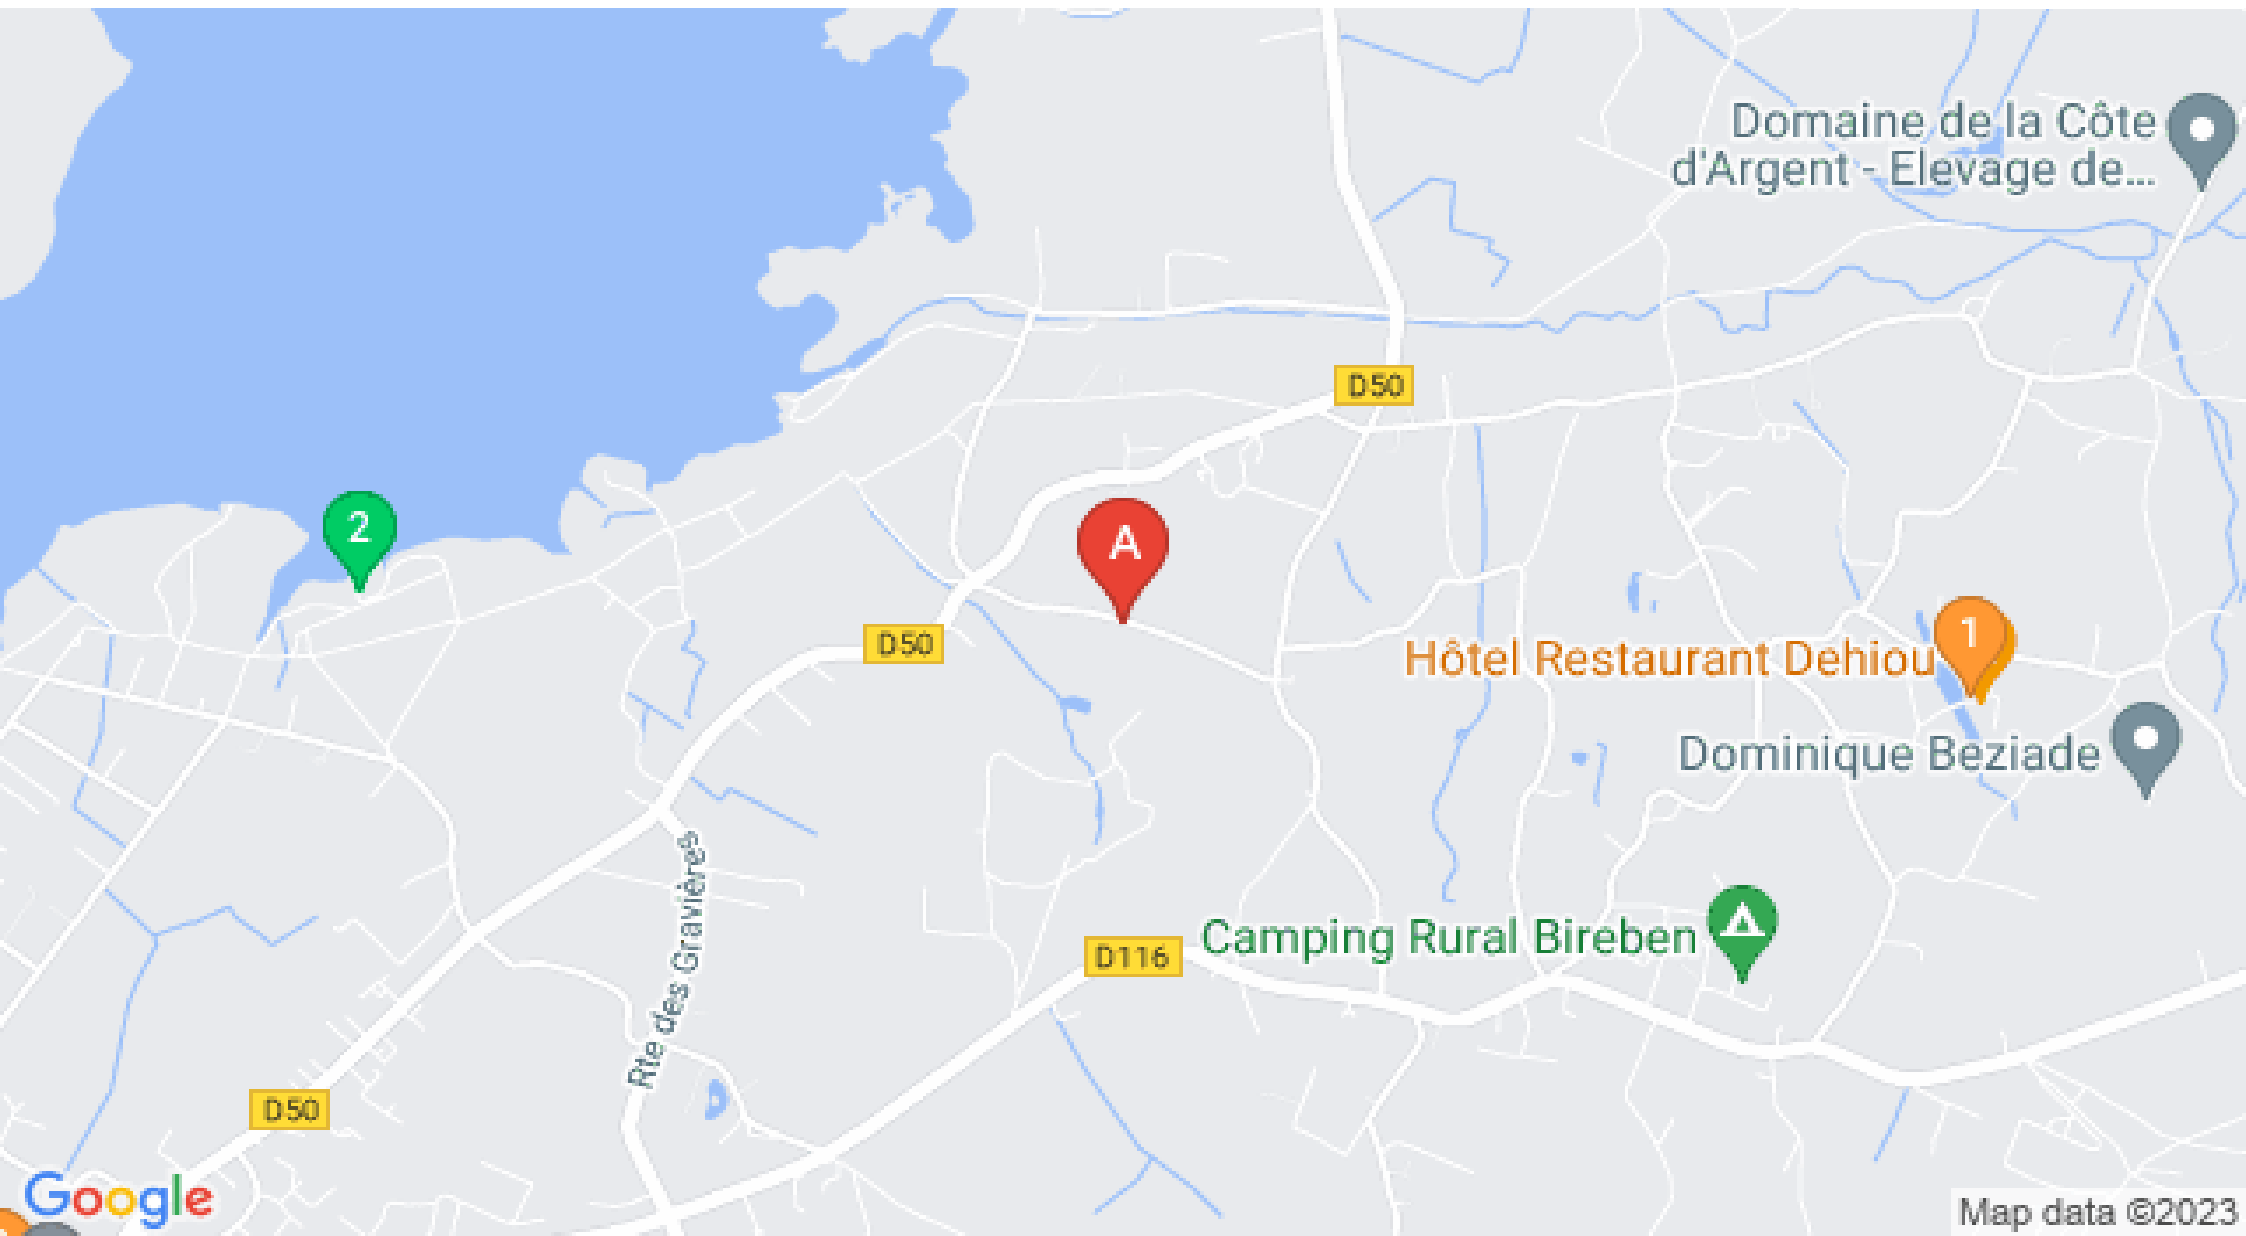 Domaine de la Côte
d'Argent - Elevage de...
D50
2
A
D50
1
Hôtel Restaurant Dehiou
Dominique Beziade
Rte des Gravières
Camping Rural Bireben
D116
D50
Google
Map data ©2023